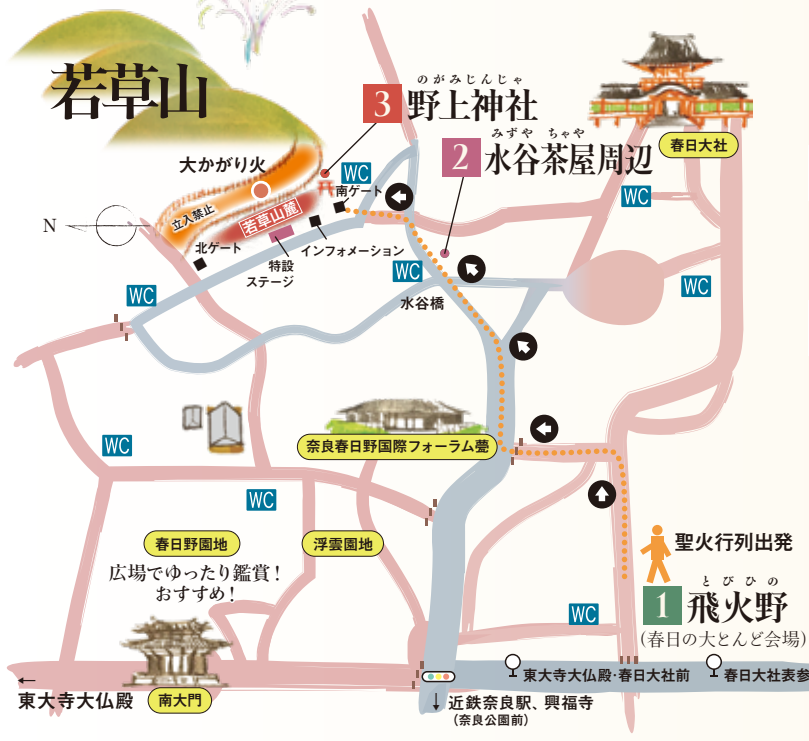 若草山
のがみじんじゃ
3 野上神社
みずや ちゃや
2 水谷茶屋周辺
春日大社
大かがり火
WC
南ゲート
WC
立入禁止
若草山麓
N
北ゲート
インフォメーション
特設
ステージ
WC
WC
WC
水谷橋
奈良春日野国際フォーラム甍
WC
WC
春日野園地
浮雲園地
広場でゆったり鑑賞!
おすすめ!
聖火行列出発
とびひの
1 飛火野
(春日の大とんど会場)
WC
東大寺大仏殿・春日大社前
春日大社表参
←
東大寺大仏殿
南大門
↓ 近鉄奈良駅、興福寺
(奈良公園前)